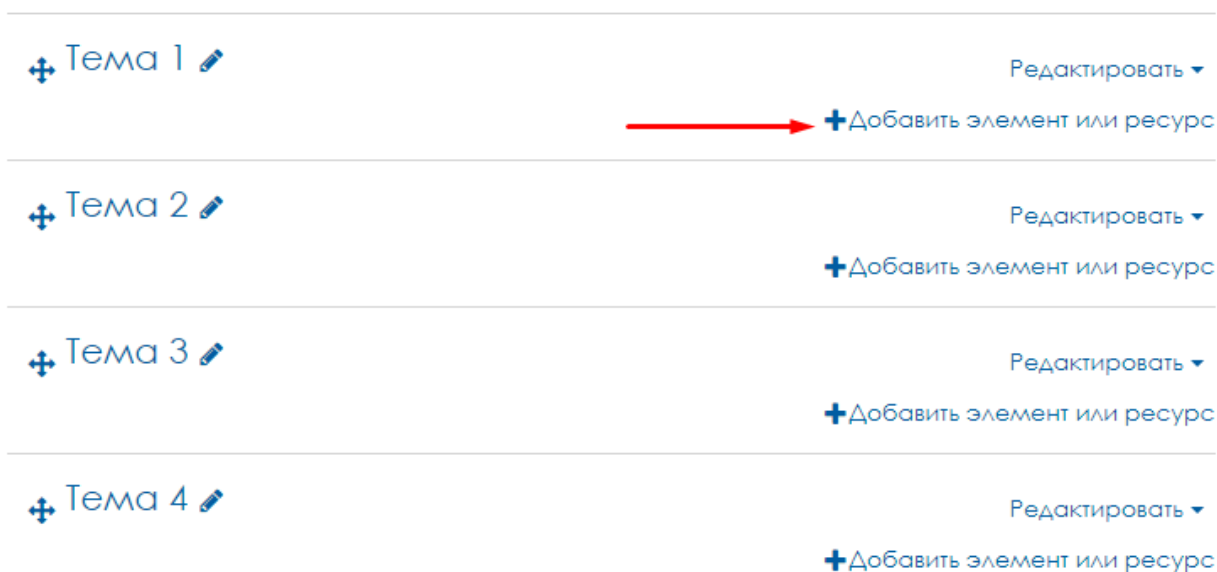 Тема 1
Редактировать
Добавить элемент или ресурс
Тема 2
Редактировать
Добавить элемент или ресурс
Тема 3
Редактировать
Добавить элемент или ресурс
Тема 4
Редактировать
Добавить элемент или ресурс